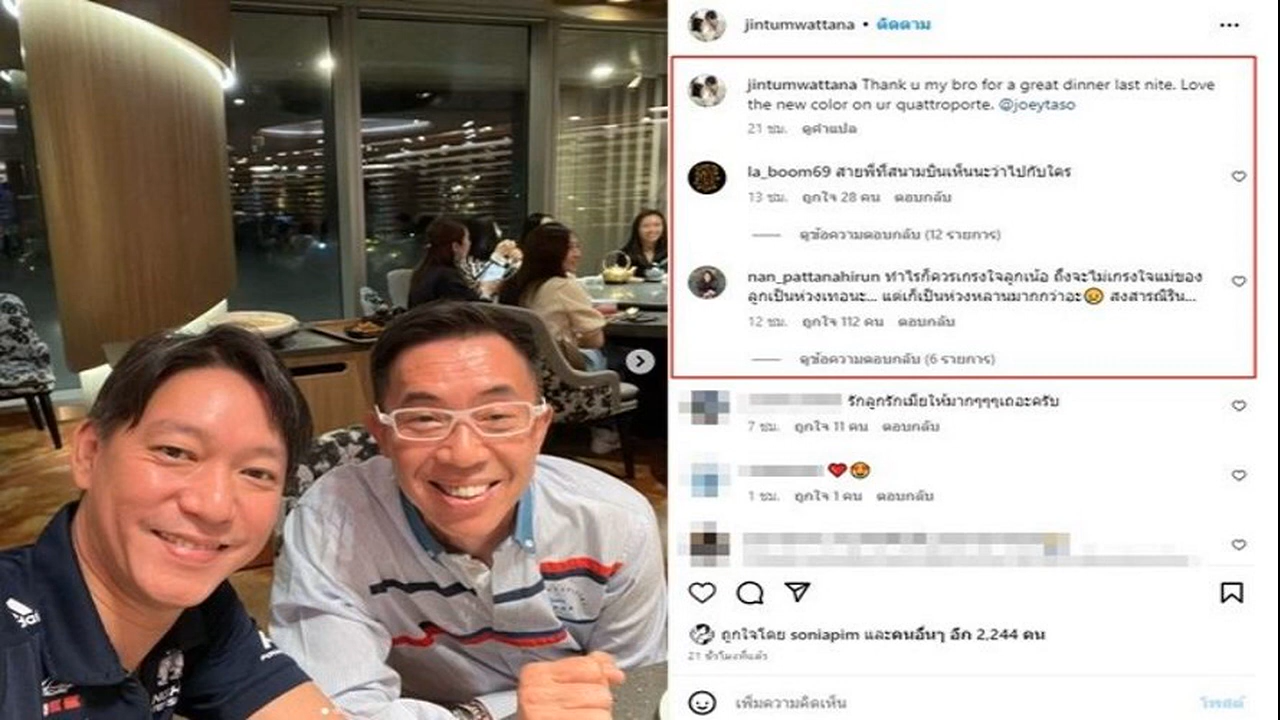 jintumwattana • ติดตาม
jintumwattana Thank u my bro for a great dinner last nite. Love
the new color on ur quattroporte. @joeytaso
21 ชม. ดูคำแปล
la_boom69 สายพี่ที่สนามบินเห็นนะว่าไปกับใคร
13 ชม. ถูกใจ 28 คน ตอบกลับ
ดูข้อความตอบกลับ (12 รายการ)
nan_pattanahirun ทำไรก็ควรเกรงใจลูกเน้อ ถึงจะไม่เกรงใจแม่ของ
ลูกเป็นห่วงเทอนะ... แต่เก็เป็นห่วงหลานมากกว่าอะ😣 สงสารณิริน...
12 ชม. ถูกใจ 112 คน ตอบกลับ
ดูข้อความตอบกลับ (6 รายการ)
รักลูกรักเมียให้มากๆๆๆเถอะครับ
7 ชม. ถูกใจ 11 คน ตอบกลับ
❤️😍
1 ชม. ถูกใจ 1 คน ตอบกลับ
ถูกใจโดย soniapim และคนอื่นๆ อีก 2,244 คน
21 ชั่วโมงที่แล้ว
เพิ่มความคิดเห็น
โพสต์